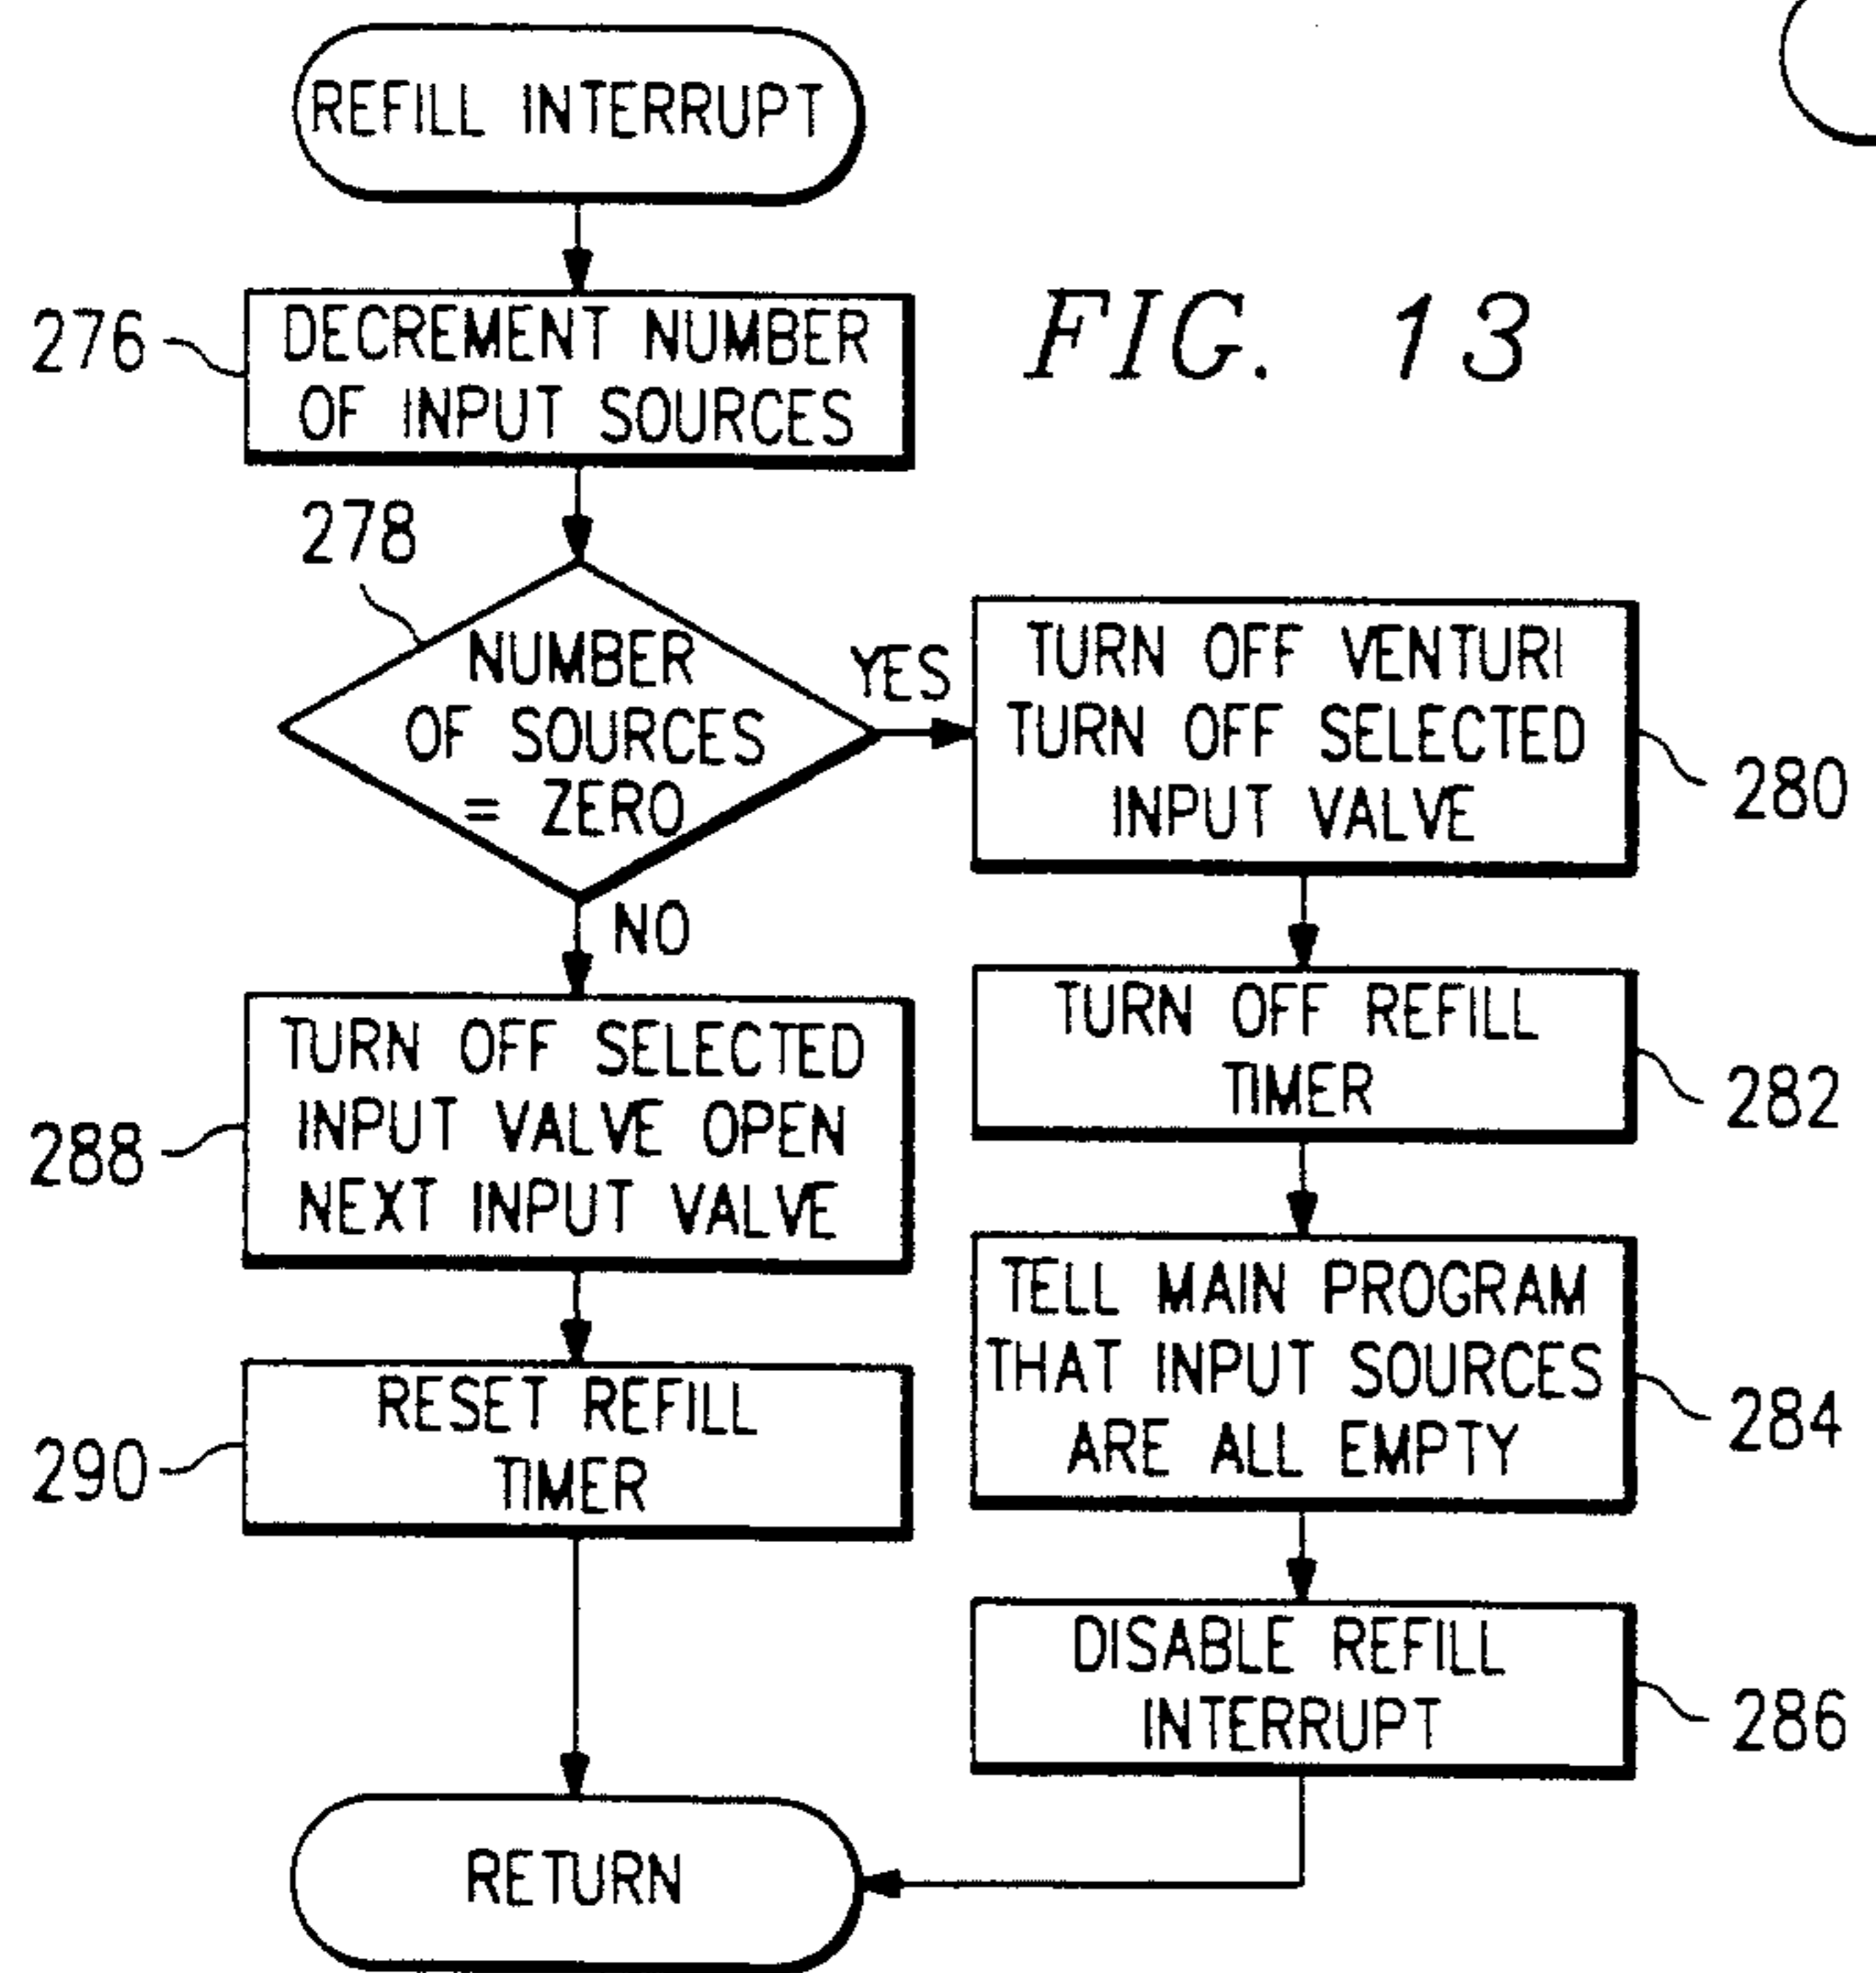 REFILL INTERRUPT
276
DECREMENT NUMBER
OF INPUT SOURCES
FIG. 13
278
NUMBER
OF SOURCES
= ZERO
YES
NO
TURN OFF VENTURI
TURN OFF SELECTED
INPUT VALVE
280
TURN OFF REFILL
TIMER
282
TELL MAIN PROGRAM
THAT INPUT SOURCES
ARE ALL EMPTY
284
DISABLE REFILL
INTERRUPT
286
288
TURN OFF SELECTED
INPUT VALVE OPEN
NEXT INPUT VALVE
290
RESET REFILL
TIMER
RETURN